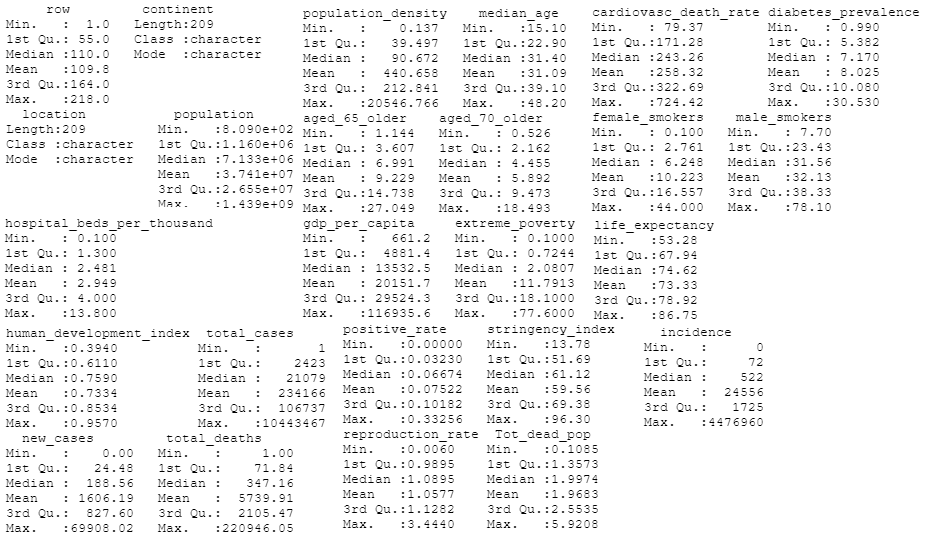 row continent
Min. : 1.0 Length:209
1st Qu.: 55.0 Class :character
Median :110.0 Mode :character
Mean :109.8
3rd Qu.:164.0
Max. :218.0
population_density median_age
Min. : 0.137 Min. :15.10
1st Qu.: 39.497 1st Qu.:22.90
Median : 90.672 Median :31.40
Mean : 440.658 Mean :31.09
3rd Qu.: 212.841 3rd Qu.:39.10
Max. :20546.766 Max. :48.20
cardiovasc_death_rate diabetes_prevalence
Min. : 79.37 Min. : 0.990
1st Qu.:171.28 1st Qu.: 5.382
Median :243.26 Median : 7.170
Mean :258.32 Mean : 8.025
3rd Qu.:322.69 3rd Qu.:10.080
Max. :724.42 Max. :30.530
location population
Length:209 Min. :8.090e+02
Class :character 1st Qu.:1.160e+06
Mode :character Median :7.133e+06
Mean :3.741e+07
3rd Qu.:2.655e+07
Max. :1.439e+09
aged_65_older aged_70_older
Min. : 1.144 Min. : 0.526
1st Qu.: 3.607 1st Qu.: 2.162
Median : 6.991 Median : 4.455
Mean : 9.229 Mean : 5.892
3rd Qu.:14.738 3rd Qu.: 9.473
Max. :27.049 Max. :18.493
female_smokers male_smokers
Min. : 0.100 Min. : 7.70
1st Qu.: 2.761 1st Qu.:23.43
Median : 6.248 Median :31.56
Mean :10.223 Mean :32.13
3rd Qu.:16.557 3rd Qu.:38.33
Max. :44.000 Max. :78.10
hospital_beds_per_thousand
Min. : 0.100
1st Qu.: 1.300
Median : 2.481
Mean : 2.949
3rd Qu.: 4.000
Max. :13.800
gdp_per_capita extreme_poverty
Min. : 661.2 Min. : 0.1000
1st Qu.: 4881.4 1st Qu.: 0.7244
Median : 13532.5 Median : 2.0807
Mean : 20151.7 Mean :11.7913
3rd Qu.: 29524.3 3rd Qu.:18.1000
Max. :116935.6 Max. :77.6000
life_expectancy
Min. :53.28
1st Qu.:67.94
Median :74.62
Mean :73.33
3rd Qu.:78.92
Max. :86.75
human_development_index total_cases
Min. :0.3940 Min. : 1
1st Qu.:0.6110 1st Qu.: 2423
Median :0.7590 Median : 21079
Mean :0.7334 Mean : 234166
3rd Qu.:0.8534 3rd Qu.: 106737
Max. :0.9570 Max. :10443467
positive_rate stringency_index
Min. :0.00000 Min. :13.78
1st Qu.:0.03230 1st Qu.:51.69
Median :0.06674 Median :61.12
Mean :0.07522 Mean :59.56
3rd Qu.:0.10182 3rd Qu.:69.38
Max. :0.33256 Max. :96.30
incidence
Min. : 0
1st Qu.: 72
Median : 522
Mean : 24556
3rd Qu.: 1725
Max. :4476960
new_cases total_deaths
Min. : 0.00 Min. : 1.00
1st Qu.: 24.48 1st Qu.: 71.84
Median : 188.56 Median : 347.16
Mean : 1606.19 Mean : 5739.91
3rd Qu.: 827.60 3rd Qu.: 2105.47
Max. :69908.02 Max. :220946.05
reproduction_rate Tot_dead_pop
Min. :0.0060 Min. :0.1085
1st Qu.:0.9895 1st Qu.:1.3573
Median :1.0895 Median :1.9974
Mean :1.0577 Mean :1.9683
3rd Qu.:1.1282 3rd Qu.:2.5535
Max. :3.4440 Max. :5.9208